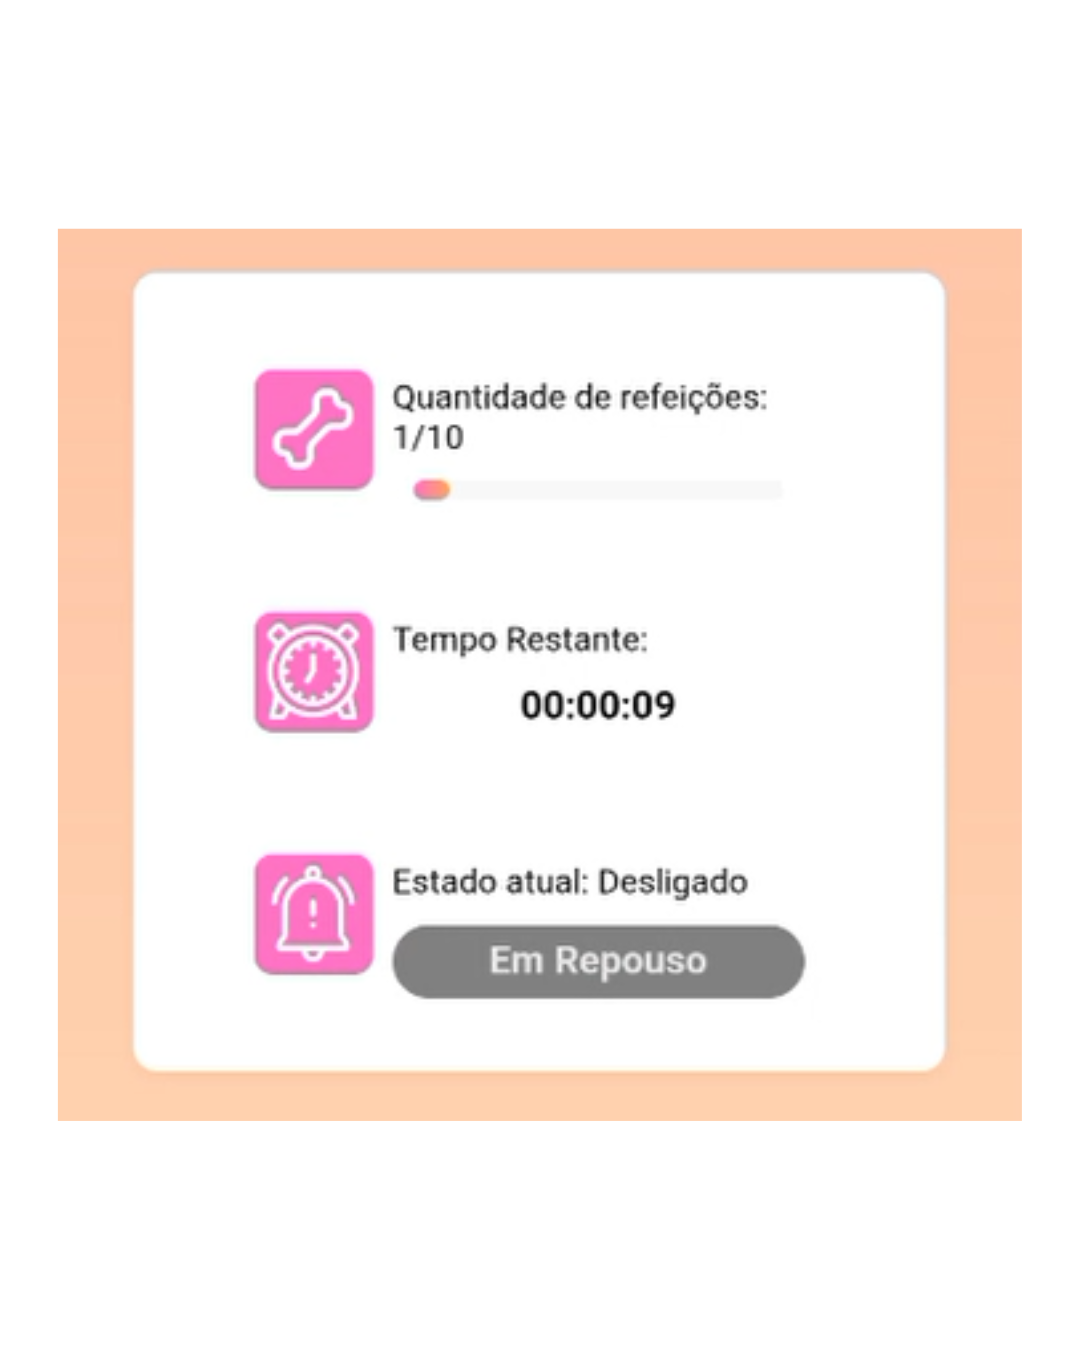 Quantidade de refeições:
1/10
Tempo Restante:
00:00:09
Estado atual: Desligado
Em Repouso